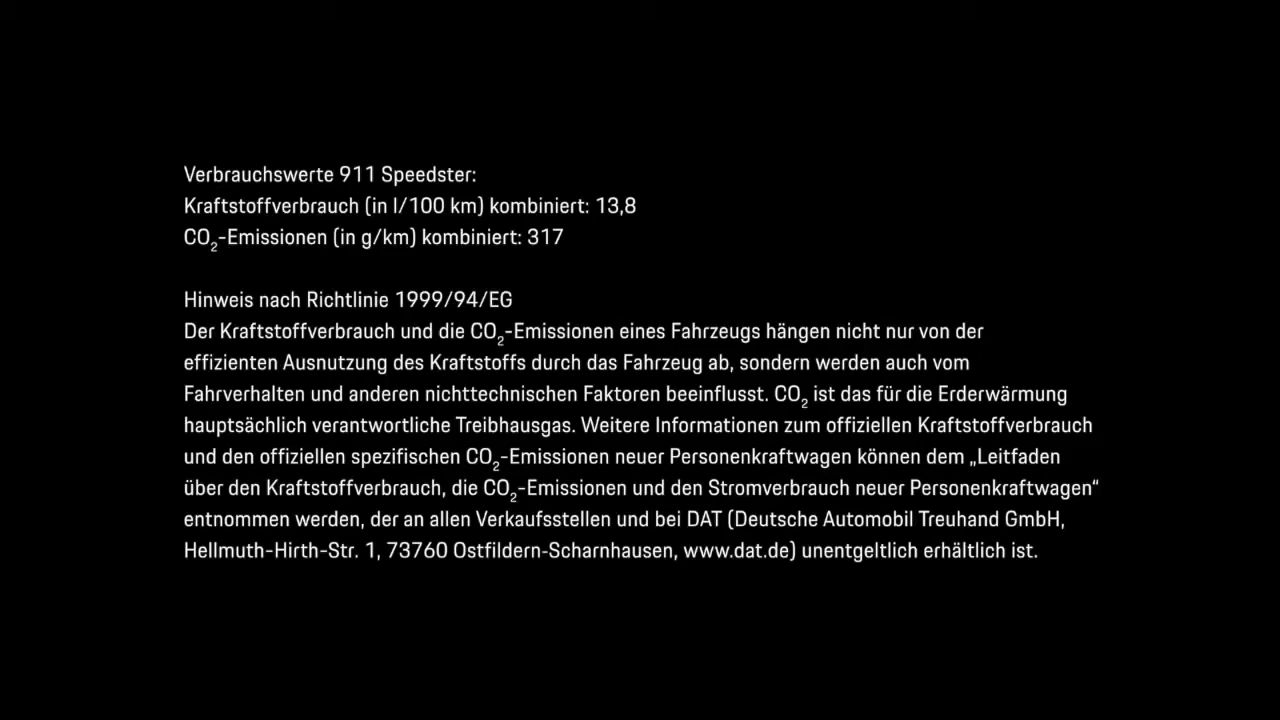 Verbrauchswerte 911 Speedster:
Kraftstoffverbrauch (in l/100 km) kombiniert: 13,8
CO₂-Emissionen (in g/km) kombiniert: 317
Hinweis nach Richtlinie 1999/94/EG
Der Kraftstoffverbrauch und die CO₂-Emissionen eines Fahrzeugs hängen nicht nur von der
effizienten Ausnutzung des Kraftstoffs durch das Fahrzeug ab, sondern werden auch vom
Fahrverhalten und anderen nichttechnischen Faktoren beeinflusst. CO₂ ist das für die Erderwärmung
hauptsächlich verantwortliche Treibhausgas. Weitere Informationen zum offiziellen Kraftstoffverbrauch
und den offiziellen spezifischen CO₂-Emissionen neuer Personenkraftwagen können dem „Leitfaden
über den Kraftstoffverbrauch, die CO₂-Emissionen und den Stromverbrauch neuer Personenkraftwagen“
entnommen werden, der an allen Verkaufsstellen und bei DAT (Deutsche Automobil Treuhand GmbH,
Hellmuth-Hirth-Str. 1, 73760 Ostfildern-Scharnhausen, www.dat.de) unentgeltlich erhältlich ist.